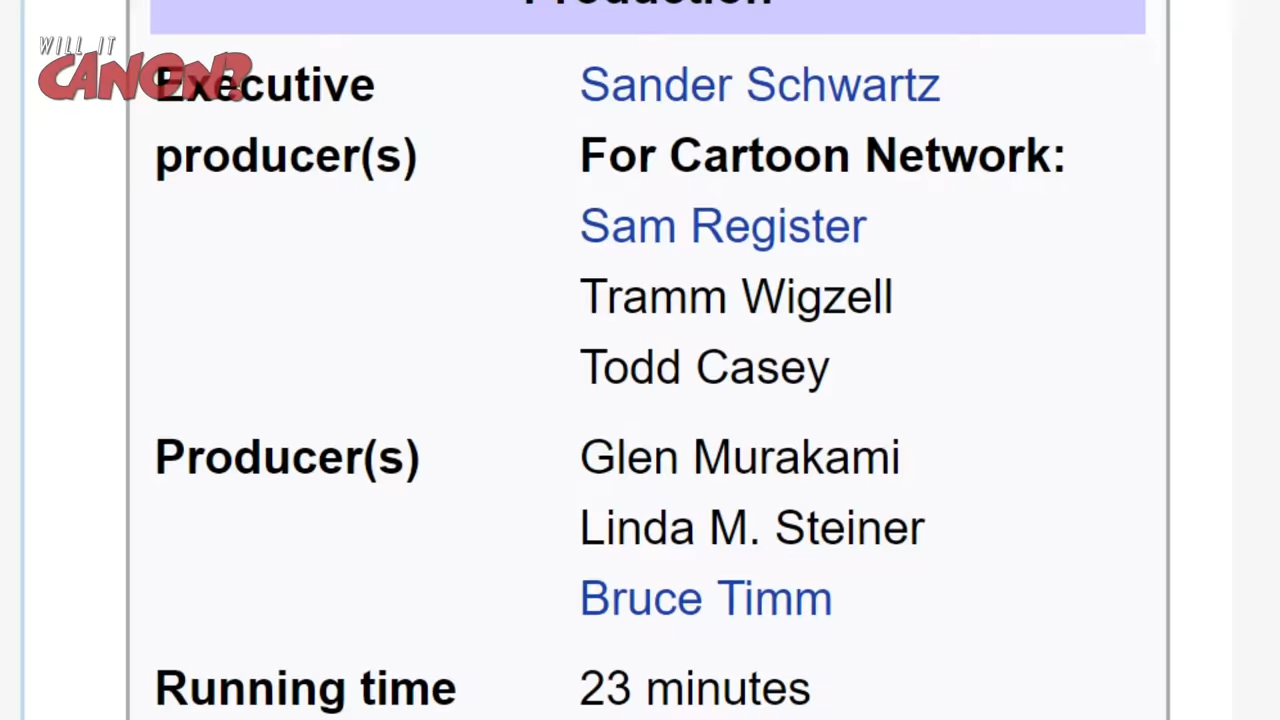 Production
WILL IT
CANON?
Executive
producer(s)
Sander Schwartz
For Cartoon Network:
Sam Register
Tramm Wigzell
Todd Casey
Producer(s)
Glen Murakami
Linda M. Steiner
Bruce Timm
Running time
23 minutes